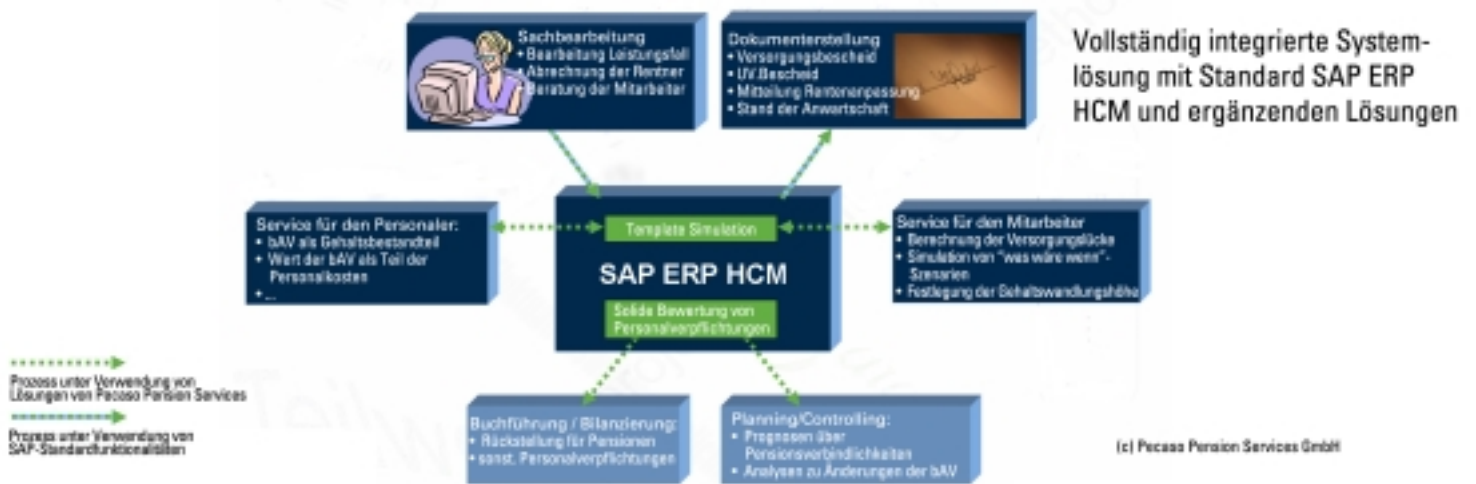 Sachbearbeitung
• Bearbeitung Leistungsfall
• Abrechnung der Rentner
• Beratung der Mitarbeiter
Dokumentenstellung
• Versorgungsbescheid
• UV.Bescheid
• Mitteilung Rentenanpassung
• Stand der Anwartschaft
Vollständig integrierte System-
lösung mit Standard SAP ERP
HCM und ergänzenden Lösungen
Service für den Personaler:
• bAV als Gehaltsbestandteil
• Wert der bAV als Teil der
Personalkosten
• ...
Template Simulation
SAP ERP HCM
Solide Bewertung von
Personalverpflichtungen
Service für den Mitarbeiter
• Berechnung der Versorgungslücke
• Simulation von "was wäre wenn"-
Szenarien
• Festlegung der Gehaltswandlungshöhe
Prozess unter Verwendung von
Lösungen von Pecaso Pension Services
Prozess unter Verwendung von
SAP-Standardfunktionalitäten
Buchführung / Bilanzierung:
• Rückstellung für Pensionen
• sonst. Personalverpflichtungen
Planning/Controlling:
• Prognosen über
Pensionsverbindlichkeiten
• Analysen zu Änderungen der bAV
(c) Pecaso Pension Services GmbH